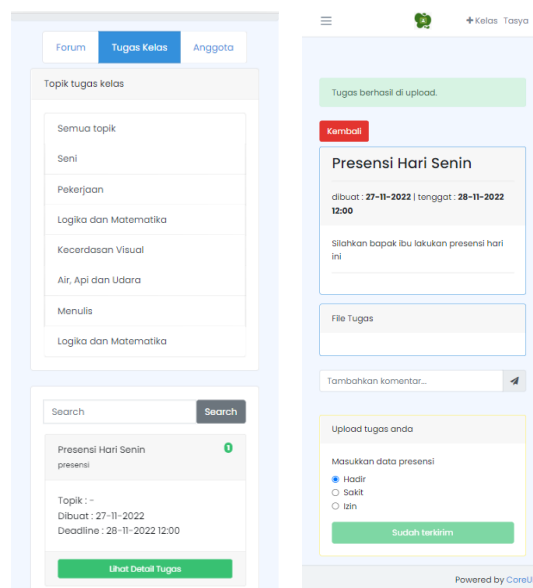 Forum
Tugas Kelas
Anggota
Topik tugas kelas
Semua topik
Seni
Pekerjaan
Logika dan Matematika
Kecerdasan Visual
Air, Api dan Udara
Menulis
Logika dan Matematika
Search
Search
Presensi Hari Senin
presensi
Topik : -
Dibuat : 27-11-2022
Deadline : 28-11-2022 12:00
Lihat Detail Tugas
+ Kelas Tasya
Tugas berhasil di upload.
Kembali
Presensi Hari Senin
dibuat : 27-11-2022 | tenggat : 28-11-2022
12:00
Silahkan bapak ibu lakukan presensi hari
ini
File Tugas
Tambahkan komentar...
Upload tugas anda
Masukkan data presensi
Hadir
Sakit
Izin
Sudah terkirim
Powered by CoreU